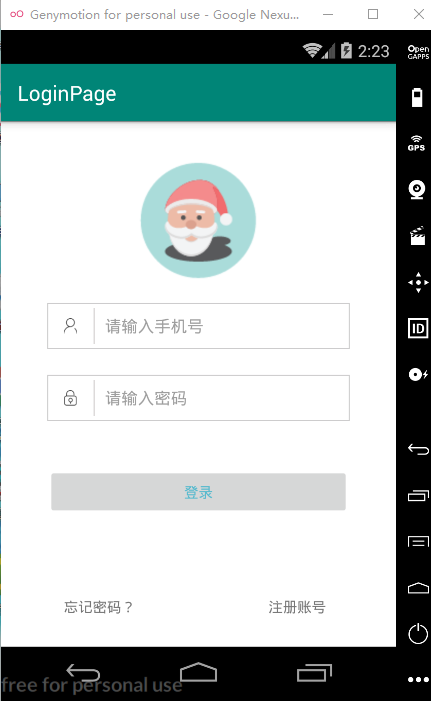 Genymotion for personal use - Google Nexu...
2:23
Open
GAPPS
LoginPage
GPS
请输入手机号
ID
请输入密码
登录
忘记密码？
注册账号
free for personal use